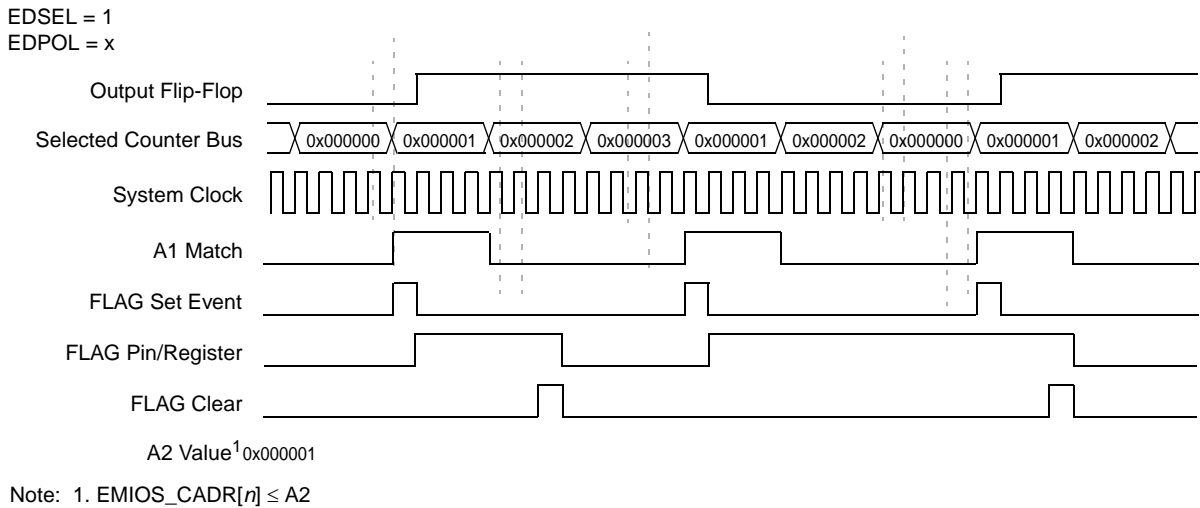 EDSEL = 1
EDPOL = x
Output Flip-Flop
Selected Counter Bus 0x000000 0x000001 0x000002 0x000003 0x000001 0x000002 0x000000 0x000001 0x000002
System Clock
A1 Match
FLAG Set Event
FLAG Pin/Register
FLAG Clear
A2 Value¹ 0x000001
Note: 1. EMIOS_CADR[n] ≤ A2